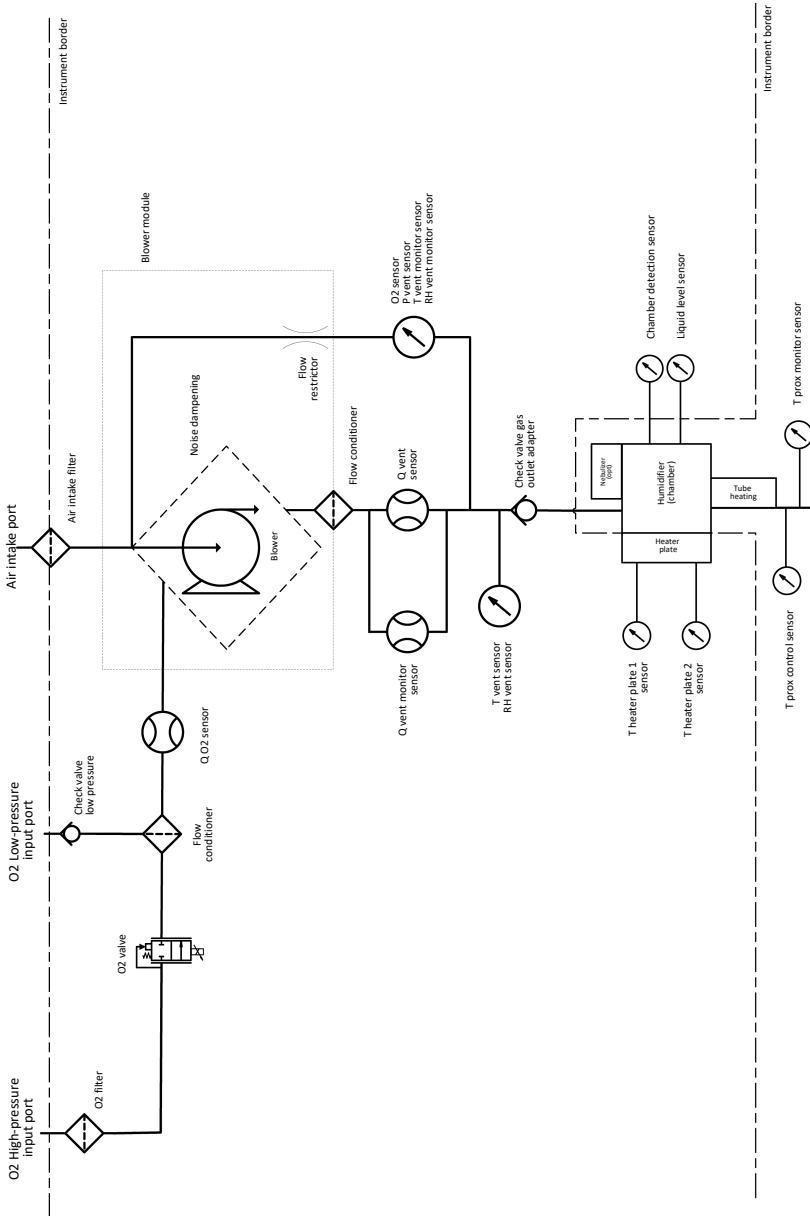 O2 High-pressure
input port
O2 filter
O2 valve
O2 Low-pressure
input port
Check valve
low pressure
Flow
conditioner
Q O2 sensor
Air intake port
Air intake filter
Instrument border
Blower module
Noise dampening
Blower
Flow
restrictor
Flow conditioner
Q vent
sensor
Q vent monitor
sensor
O2 sensor
P vent sensor
T vent monitor sensor
RH vent monitor sensor
T vent sensor
RH vent sensor
Check valve gas
outlet adapter
Nebulizer
(opt)
Humidifier
(chamber)
Heater
plate
Tube
heating
Chamber detection sensor
Liquid level sensor
T heater plate 1
sensor
T heater plate 2
sensor
T prox monitor sensor
T prox control sensor
Instrument border